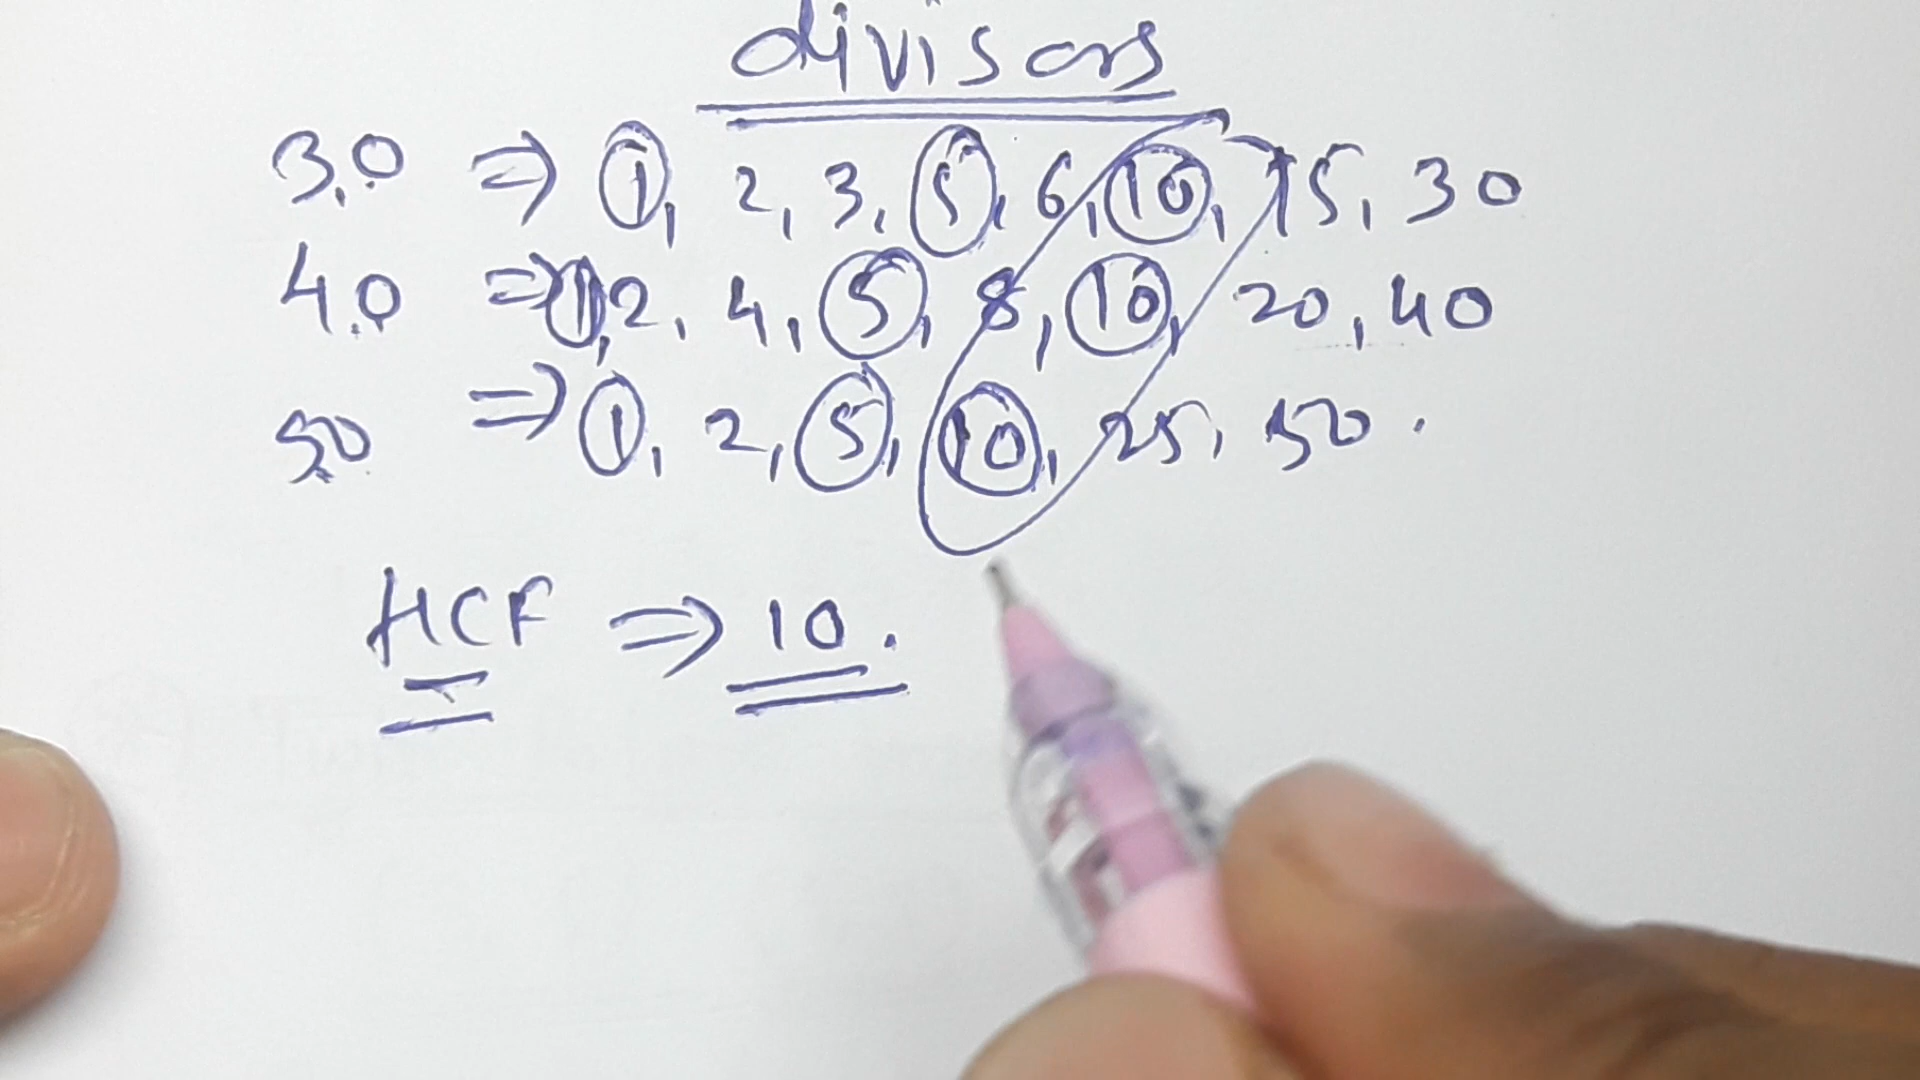 divisors
30 ⇒ 1, 2, 3, 5, 6, 10, 15, 30
40 ⇒ 1, 2, 4, 5, 8, 10, 20, 40
50 ⇒ 1, 2, 5, 10, 25, 50.
HCF ⇒ 10.